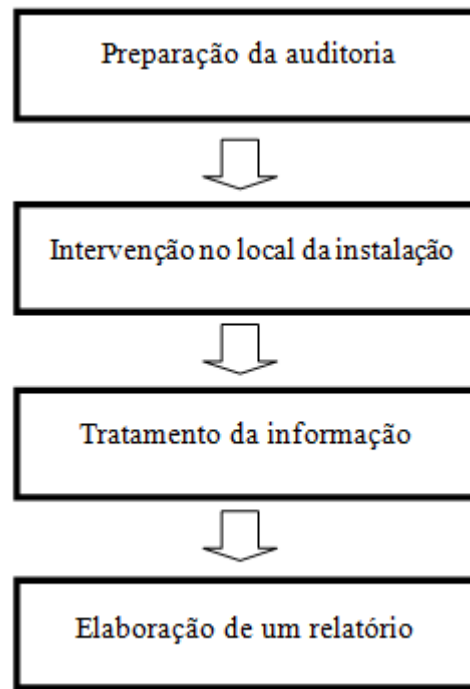 Preparação da auditoria
Intervenção no local da instalação
Tratamento da informação
Elaboração de um relatório